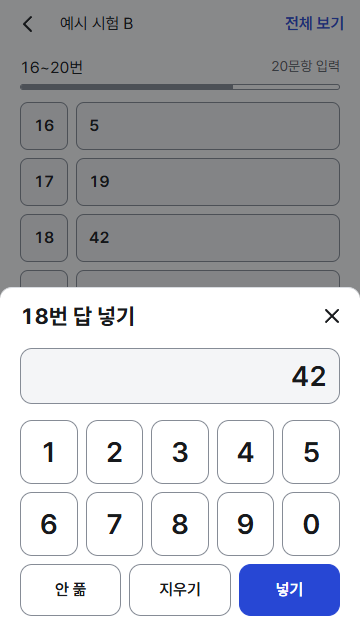 예시 시험 B
전체 보기
16~20번
20문항 입력
16
5
17
19
18
42
18번 답 넣기
42
1 2 3 4 5
6 7 8 9 0
안 풂
지우기
넣기